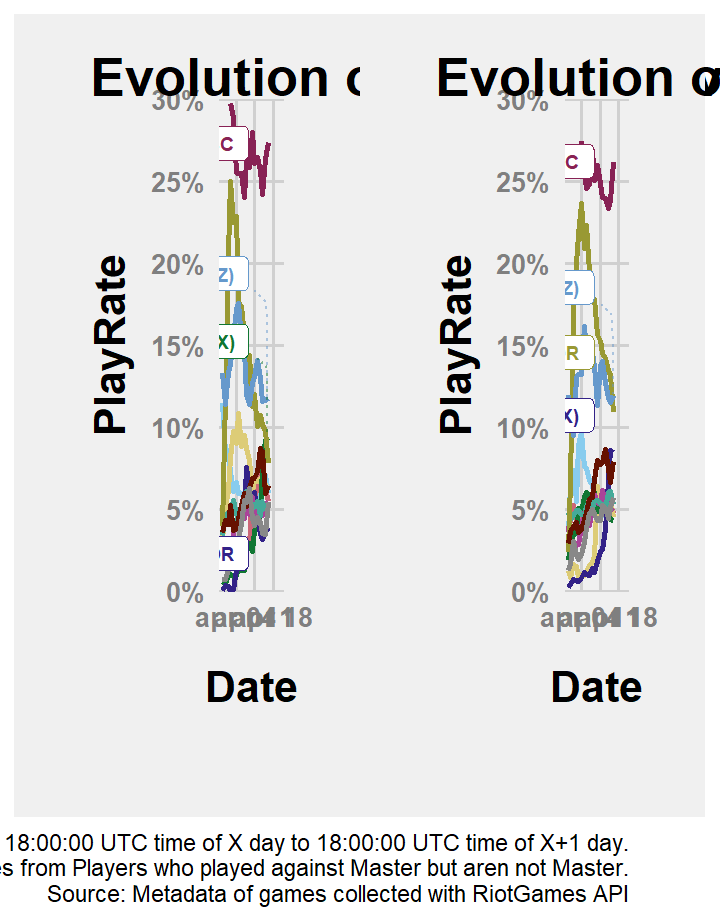 Evolution
Evolution
PlayRate
30%
25%
20%
15%
10%
5%
0%
C
Z)
X)
OR
Date
PlayRate
30%
25%
20%
15%
10%
5%
0%
C
Z)
R
X)
18
Date
18:00:00 UTC time of X day to 18:00:00 UTC time of X+1 day.
from Players who played against Master but aren not Master.
Source: Metadata of games collected with RiotGames API